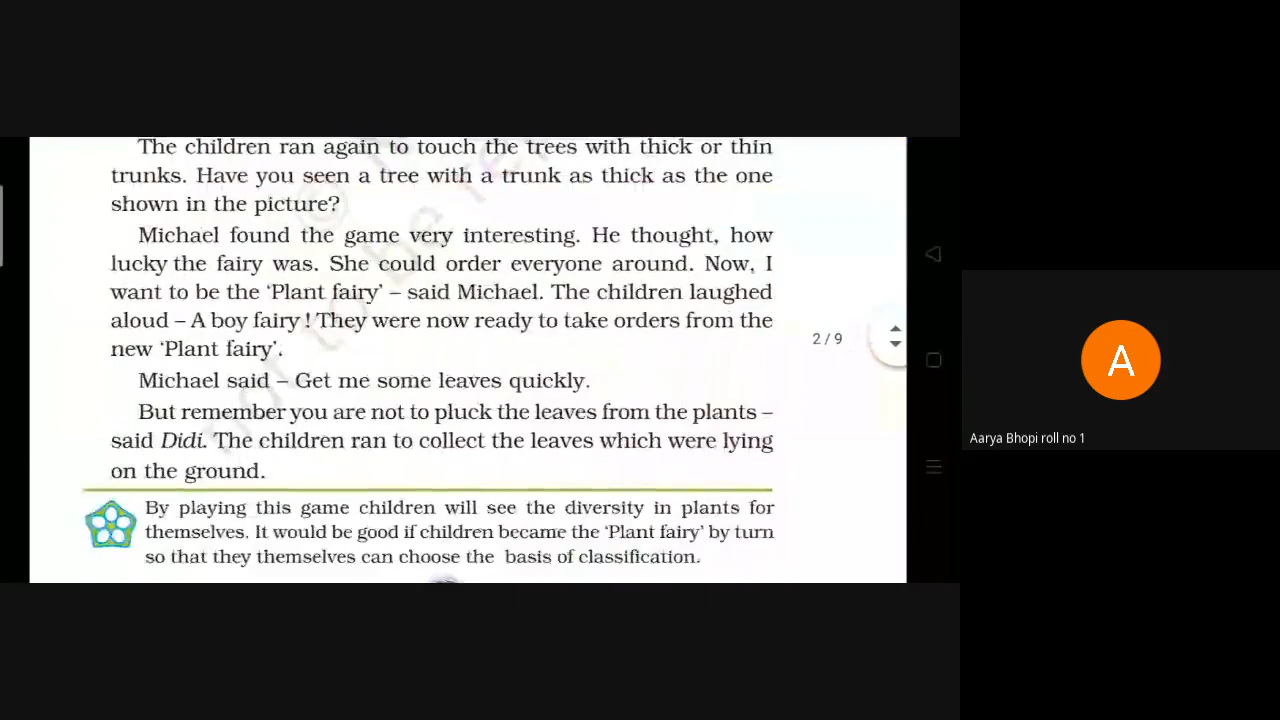 The children ran again to touch the trees with thick or thin
trunks. Have you seen a tree with a trunk as thick as the one
shown in the picture?
Michael found the game very interesting. He thought, how
lucky the fairy was. She could order everyone around. Now, I
want to be the ‘Plant fairy’ – said Michael. The children laughed
aloud – A boy fairy ! They were now ready to take orders from the
new ‘Plant fairy’.
Michael said – Get me some leaves quickly.
But remember you are not to pluck the leaves from the plants –
said Didi. The children ran to collect the leaves which were lying
on the ground.
By playing this game children will see the diversity in plants for
themselves. It would be good if children became the ‘Plant fairy’ by turn
so that they themselves can choose the basis of classification.
2/9
A
Aarya Bhopi roll no 1
not to be re